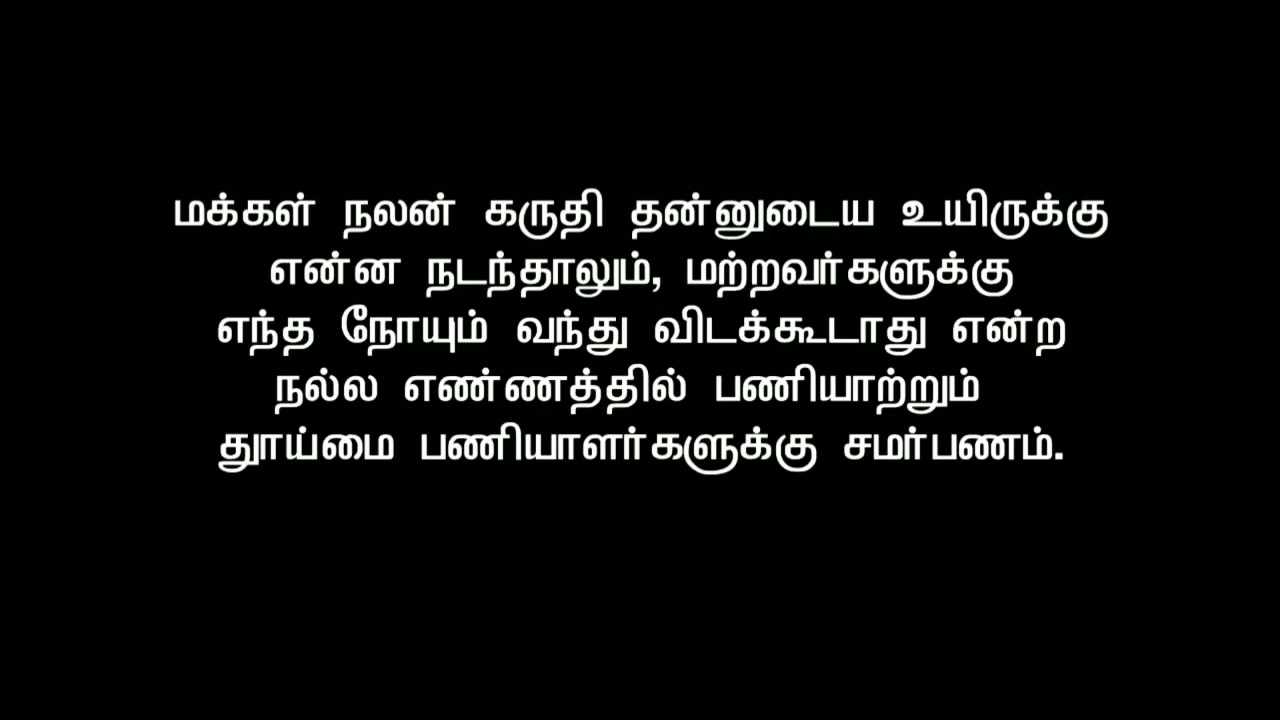 மக்கள் நலன் கருதி தன்னுடைய உயிருக்கு
என்ன நடந்தாலும், மற்றவர்களுக்கு
எந்த நோயும் வந்து விடக்கூடாது என்ற
நல்ல எண்ணத்தில் பணியாற்றும்
தூய்மை பணியாளர்களுக்கு சமர்பணம்.